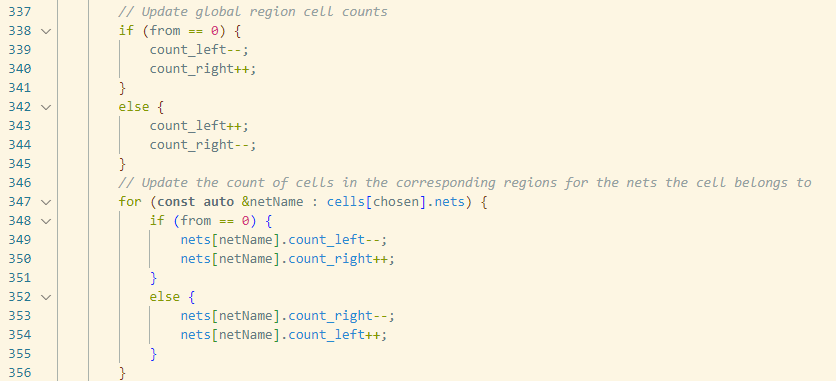 337 // Update global region cell counts
338 if (from == 0) {
339 count_left--;
340 count_right++;
341 }
342 else {
343 count_left++;
344 count_right--;
345 }
346 // Update the count of cells in the corresponding regions for the nets the cell belongs to
347 for (const auto &netName : cells[chosen].nets) {
348 if (from == 0) {
349 nets[netName].count_left--;
350 nets[netName].count_right++;
351 }
352 else {
353 nets[netName].count_right--;
354 nets[netName].count_left++;
355 }
356 }